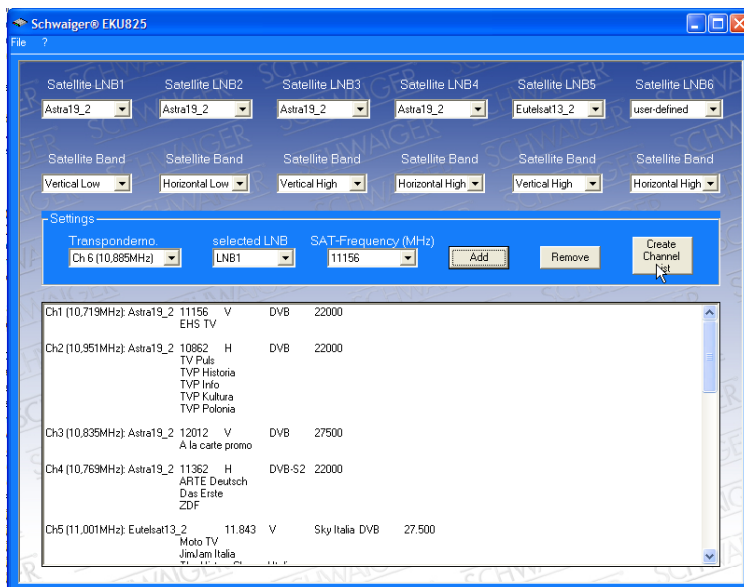 Schwaiger® EKU825
File ?
Satellite LNB1 Satellite LNB2 Satellite LNB3 Satellite LNB4 Satellite LNB5 Satellite LNB6
Astra19_2 Astra19_2 Astra19_2 Astra19_2 Eutelsat13_2 user-defined
Satellite Band Satellite Band Satellite Band Satellite Band Satellite Band Satellite Band
Vertical Low Horizontal Low Vertical High Horizontal High Vertical High Horizontal High
Settings
Transponderno. selected LNB SAT-Frequency (MHz)
Ch 6 (10,885MHz) LNB1 11156 Add Remove Create Channel List
Ch1 (10,719MHz): Astra19_2 11156 V DVB 22000
EHS TV
Ch2 (10,951MHz): Astra19_2 10862 H DVB 22000
TV Puls
TVP Historia
TVP Info
TVP Kultura
TVP Polonia
Ch3 (10,835MHz): Astra19_2 12012 V DVB 27500
A la carte promo
Ch4 (10,769MHz): Astra19_2 11362 H DVB-S2 22000
ARTE Deutsch
Das Erste
ZDF
Ch5 (11,001MHz): Eutelsat13_2 11.843 V Sky Italia DVB 27.500
Moto TV
JimJam Italia